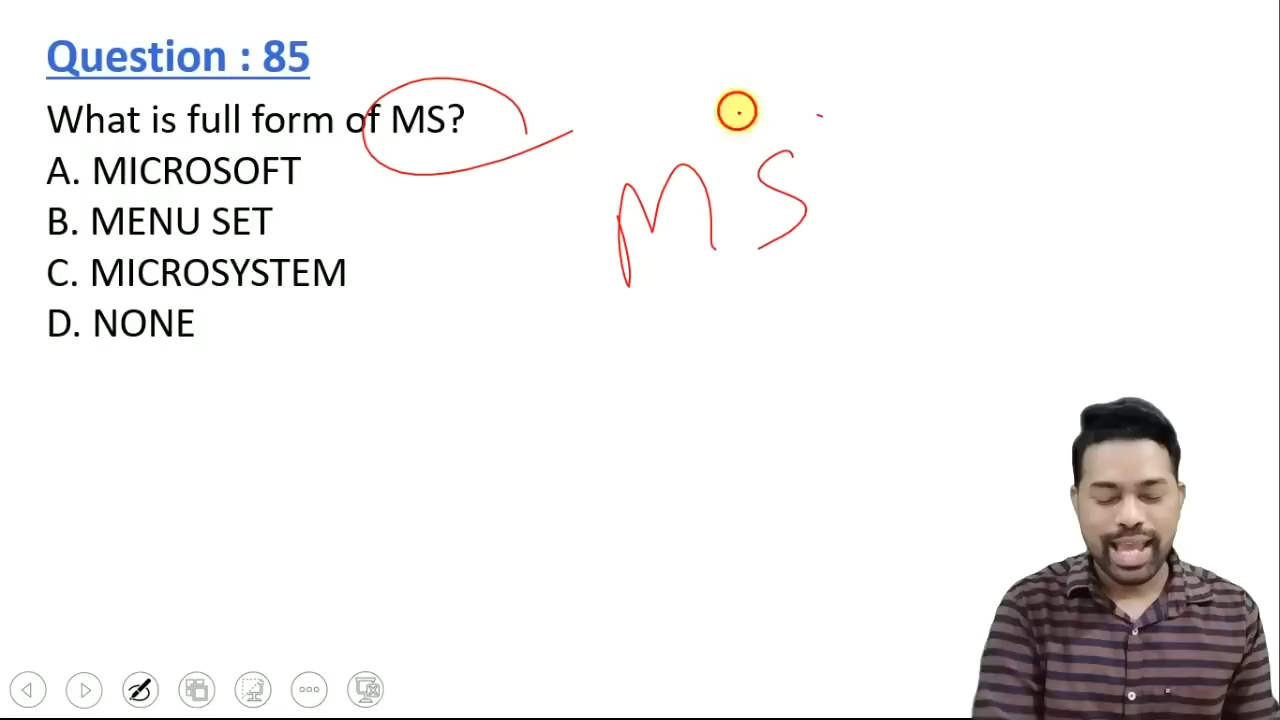 Question : 85
What is full form of MS?
A. MICROSOFT
B. MENU SET
C. MICROSYSTEM
D. NONE
MS